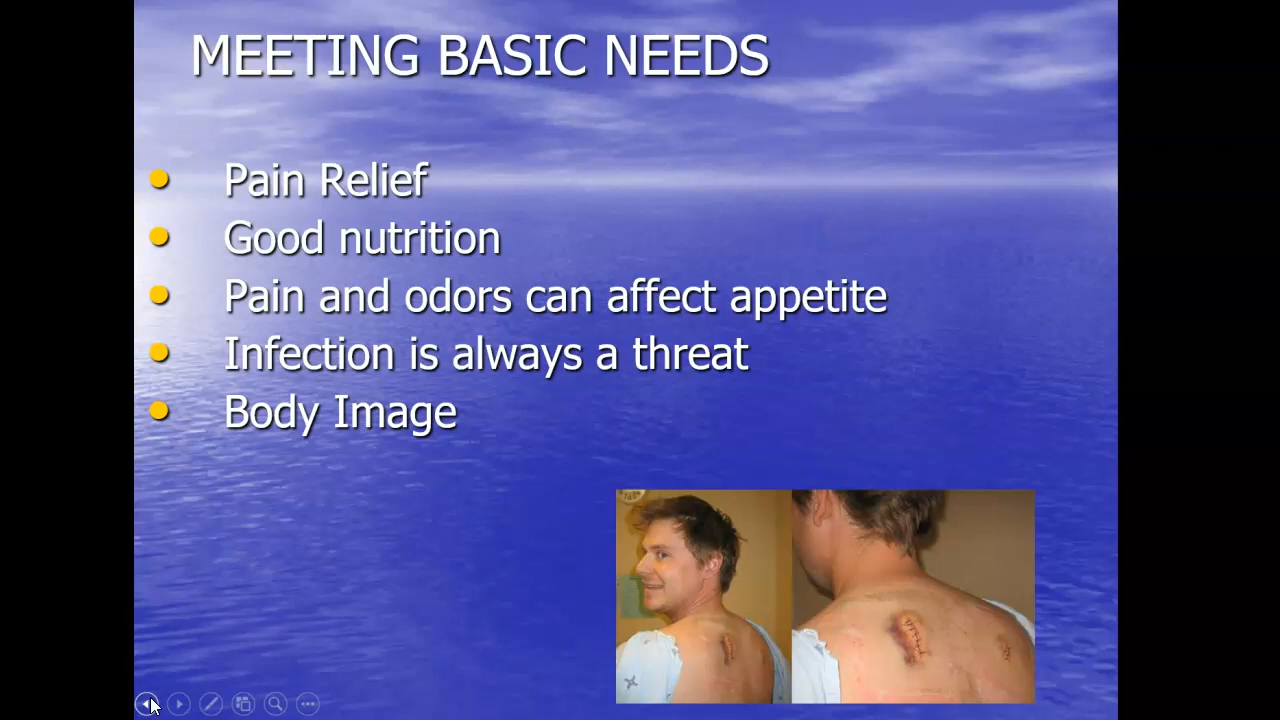 MEETING BASIC NEEDS
Pain Relief
Good nutrition
Pain and odors can affect appetite
Infection is always a threat
Body Image